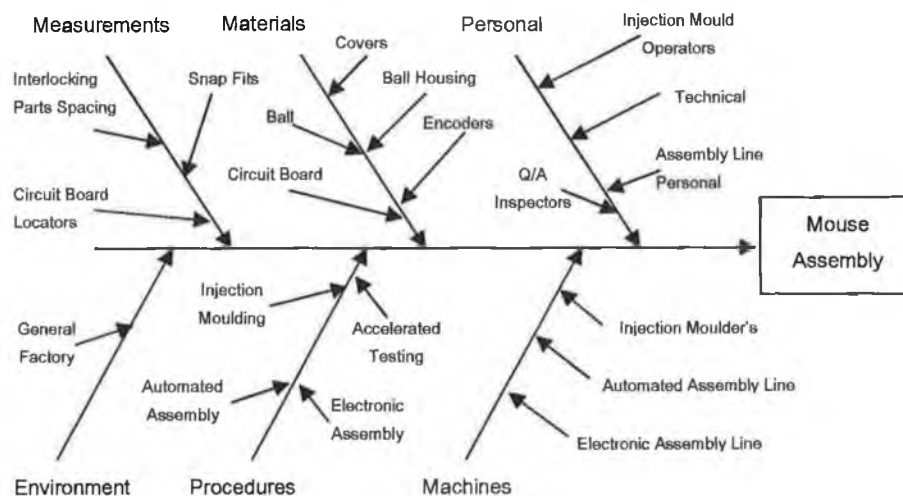 Measurements
Materials
Personal
Injection Mould
Operators
Covers
Interlocking
Parts Spacing
Snap Fits
Ball Housing
Ball
Encoders
Technical
Circuit Board
Assembly Line
Personal
Q/A
Inspectors
Circuit Board
Locators
Mouse
Assembly
Injection
Moulding
General
Factory
Accelerated
Testing
Injection Moulder's
Automated
Assembly
Electronic
Assembly
Automated Assembly Line
Electronic Assembly Line
Environment
Procedures
Machines